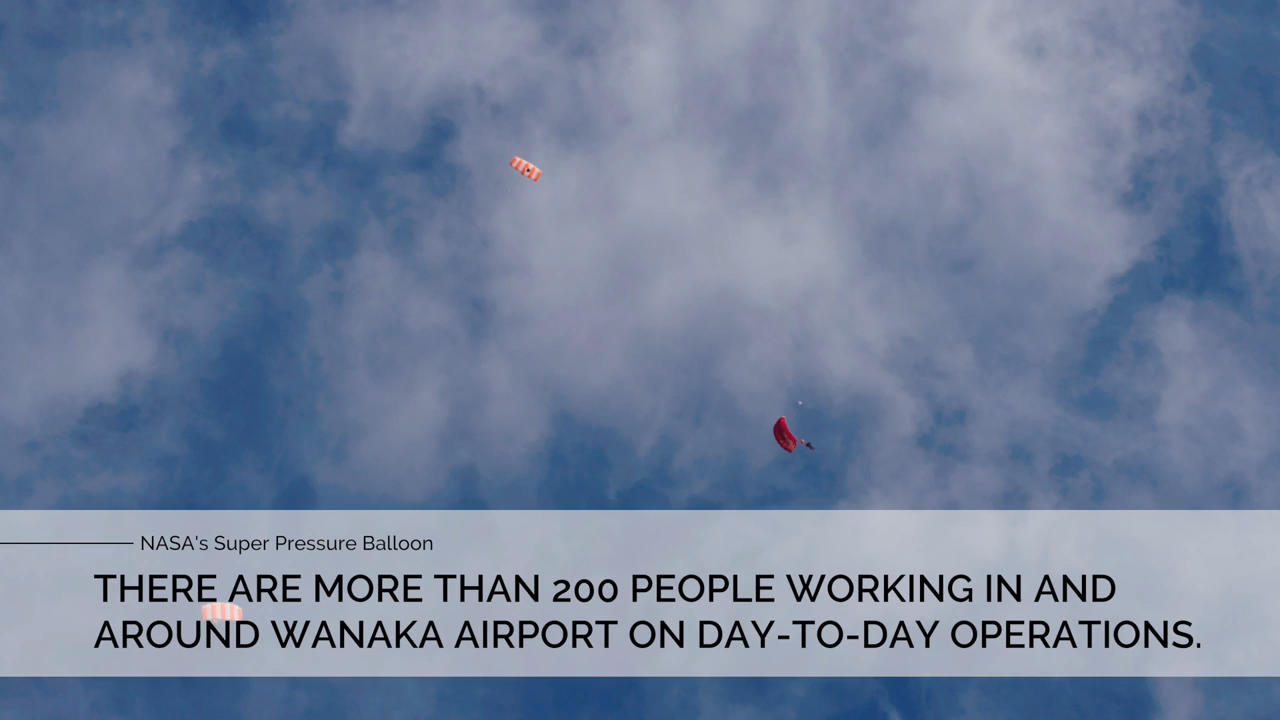 NASA's Super Pressure Balloon
THERE ARE MORE THAN 200 PEOPLE WORKING IN AND
AROUND WANAKA AIRPORT ON DAY-TO-DAY OPERATIONS.